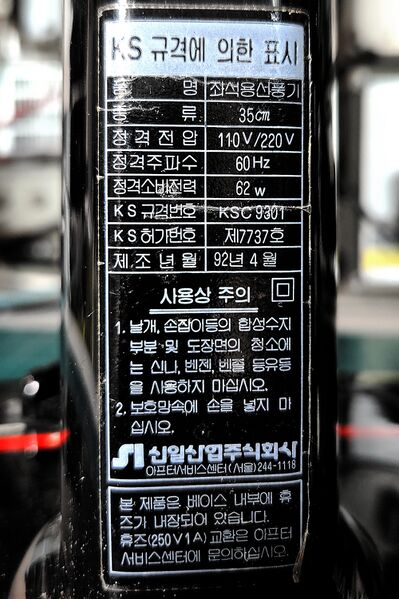 KS 규격에 의한 표시
품 명 좌석용선풍기
종 류 35cm
정격전압 110V/220V
정격주파수 60Hz
정격소비전력 62w
KS 규격번호 KSC 9301
KS 허가번호 제7737호
제.조년월 92년 4월
사용상 주의
1. 날개, 손잡이등의 합성수지
부분 및 도장면의 청소에
는 신나, 벤젠, 벤졸 등유등
을 사용하지 마십시오.
2. 보호망속에 손을 넣지 마
십시오.
신일산업주식회사
아프터서비스센터(서울)244-1118
본 제품은 베이스 내부에 휴
즈가 내장되어 있습니다.
휴즈(250V1A)교환은 아프터
서비스센터에 문의하십시오.